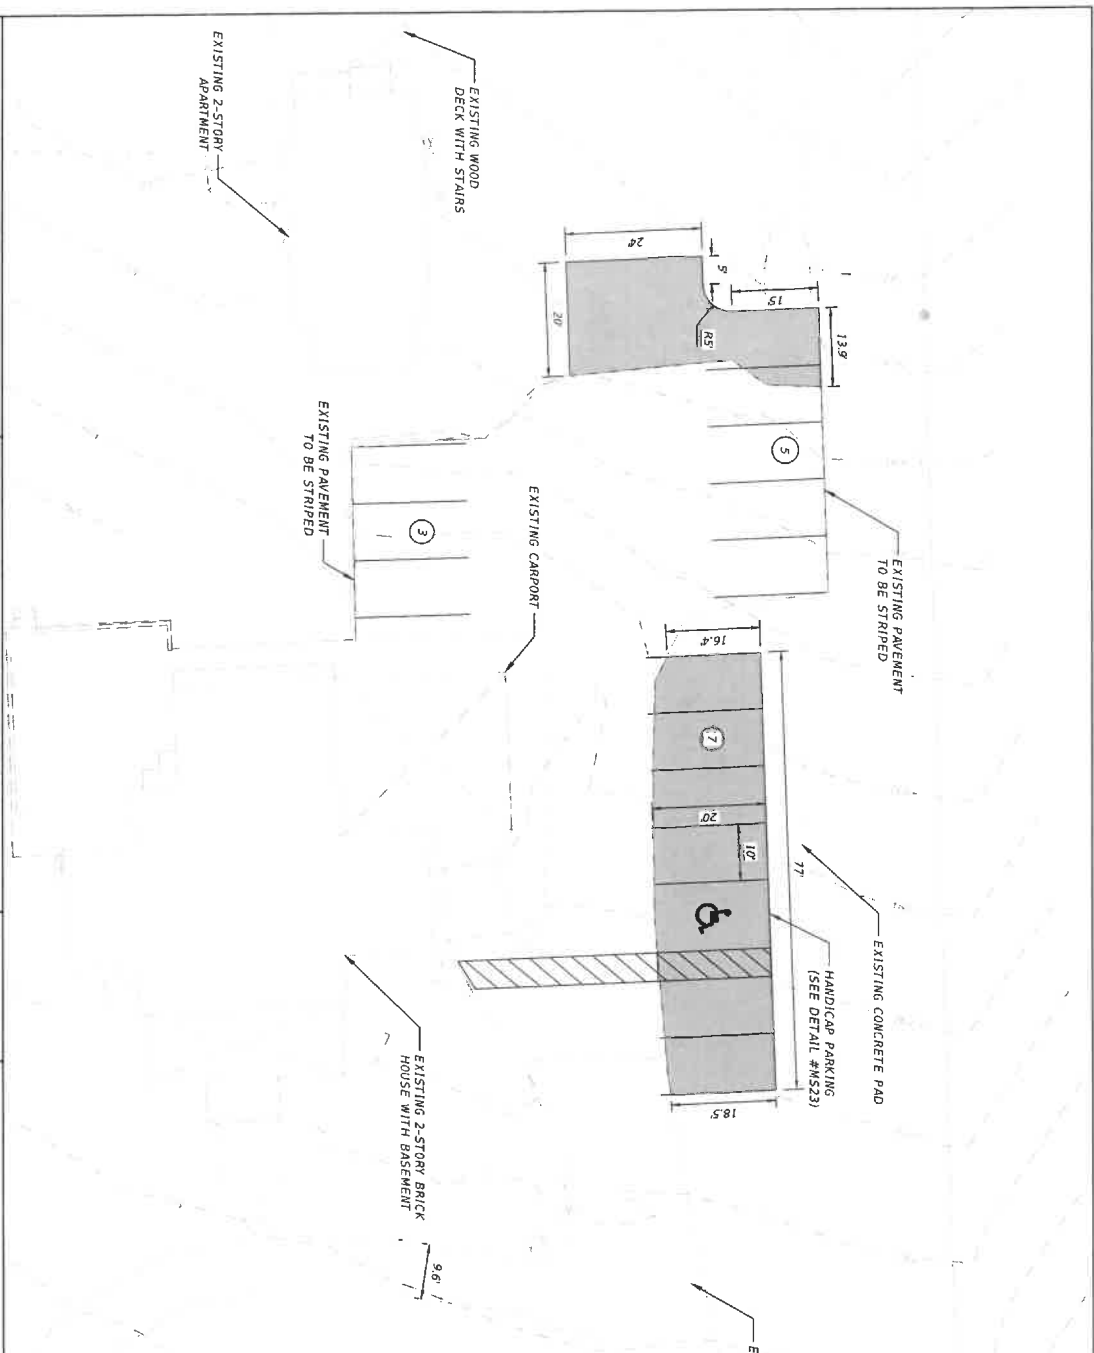 EXISTING 2-STORY
APARTMENT
EXISTING WOOD
DECK WITH STAIRS
24'
5'
15'
13.9'
R5'
20'
5
EXISTING PAVEMENT
TO BE STRIPED
3
EXISTING PAVEMENT
TO BE STRIPED
EXISTING CARPORT
16.4'
7
20'
10'
77'
EXISTING CONCRETE PAD
HANDICAP PARKING
(SEE DETAIL #MS23)
18.5'
EXISTING 2-STORY BRICK
HOUSE WITH BASEMENT
9.6'
E